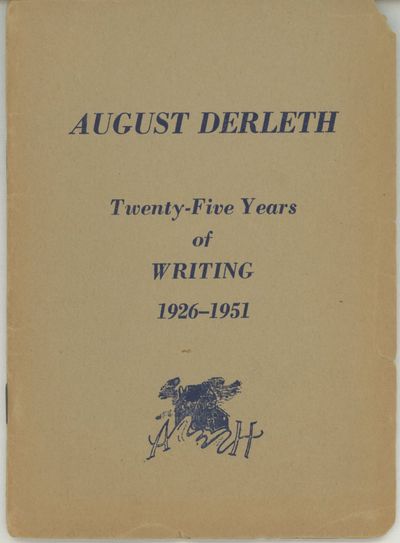 AUGUST DERLETH
Twenty-Five Years
of
WRITING
1926–1951